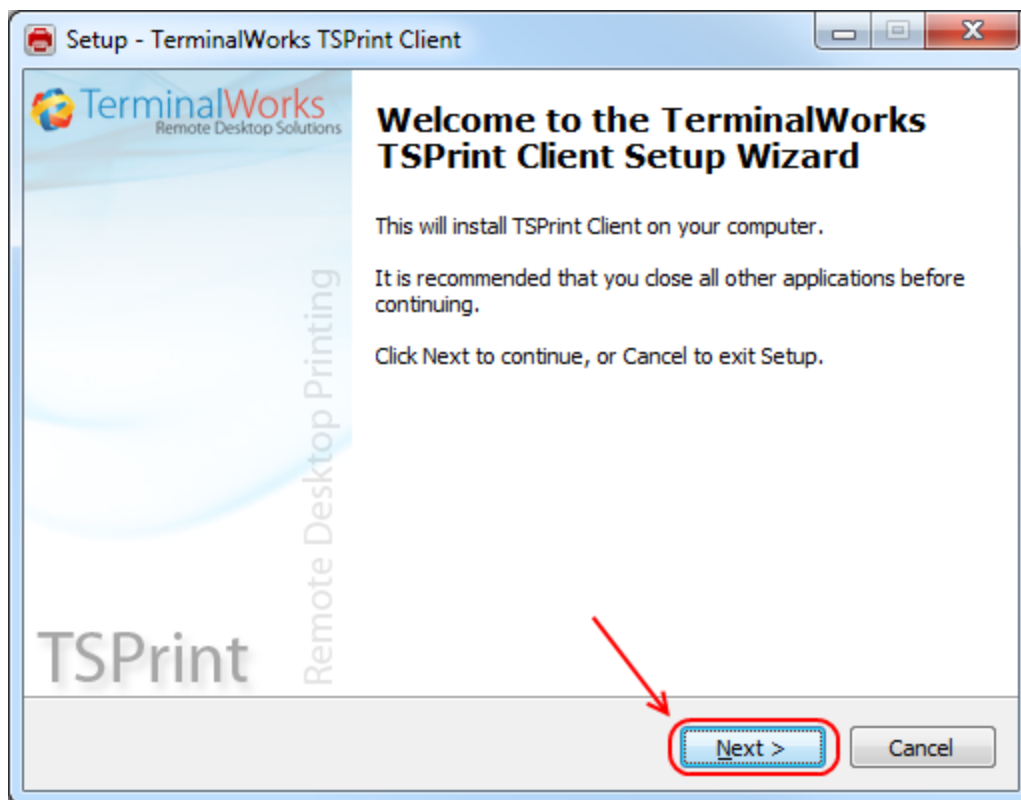 Setup - TerminalWorks TSPrint Client
TerminalWorks
Remote Desktop Solutions
Welcome to the TerminalWorks
TSPrint Client Setup Wizard
This will install TSPrint Client on your computer.
It is recommended that you close all other applications before
continuing.
Click Next to continue, or Cancel to exit Setup.
Remote Desktop Printing
TSPrint
Next >
Cancel